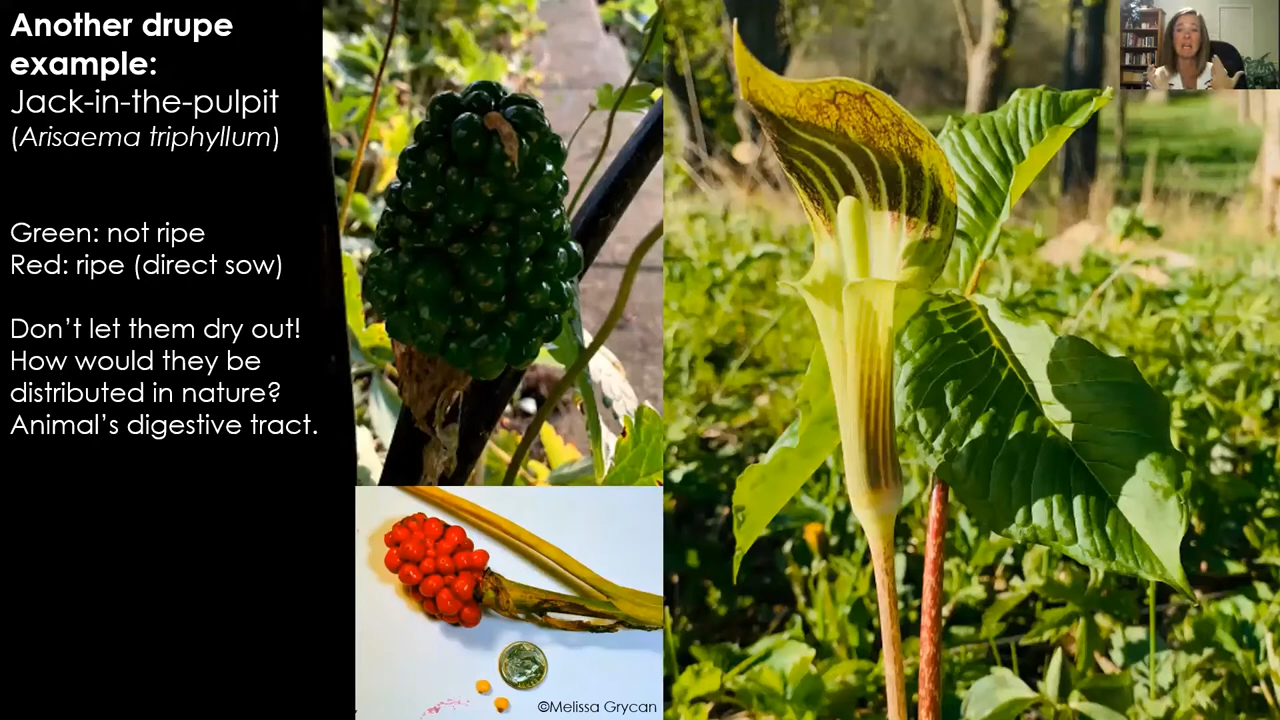 Another drupe
example:
Jack-in-the-pulpit
(Arisaema triphyllum)
Green: not ripe
Red: ripe (direct sow)
Don’t let them dry out!
How would they be
distributed in nature?
Animal’s digestive tract.
©Melissa Grycan